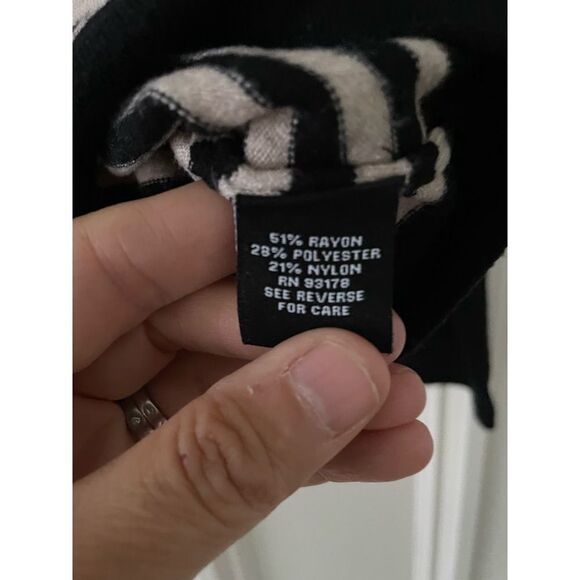 51% RAYON
28% POLYESTER
21% NYLON
RN 93178
SEE REVERSE
FOR CARE